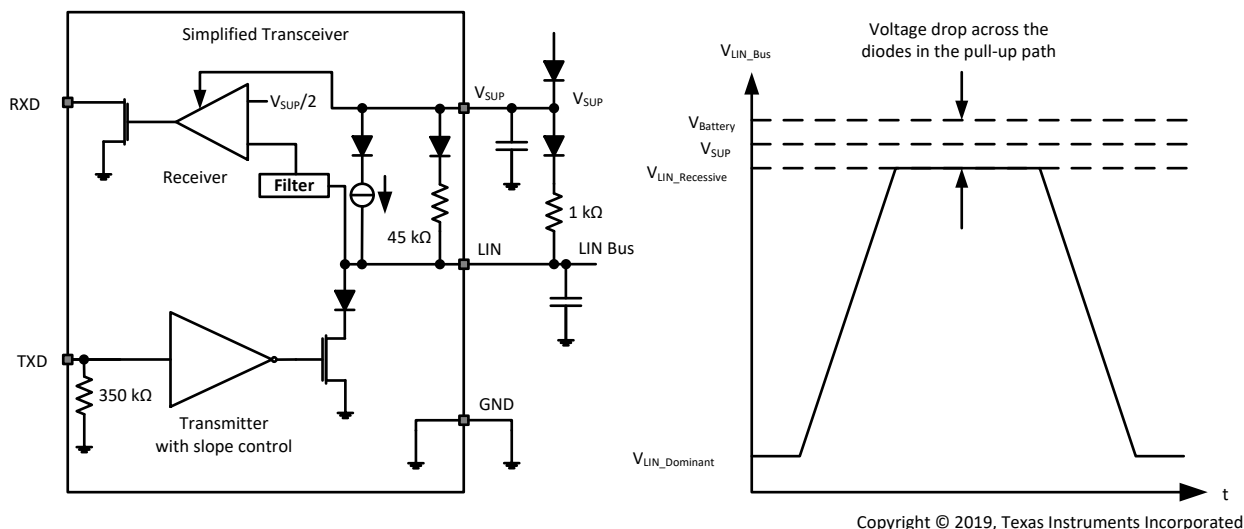 Simplified Transceiver
RXD
VSUP/2
VSUP
VSUP
Receiver
Filter
1 kΩ
45 kΩ
LIN
LIN Bus
TXD
350 kΩ
GND
Transmitter
with slope control
Voltage drop across the
diodes in the pull-up path
VLIN_Bus
VBattery
VSUP
VLIN_Recessive
VLIN_Dominant
t
Copyright © 2019, Texas Instruments Incorporated